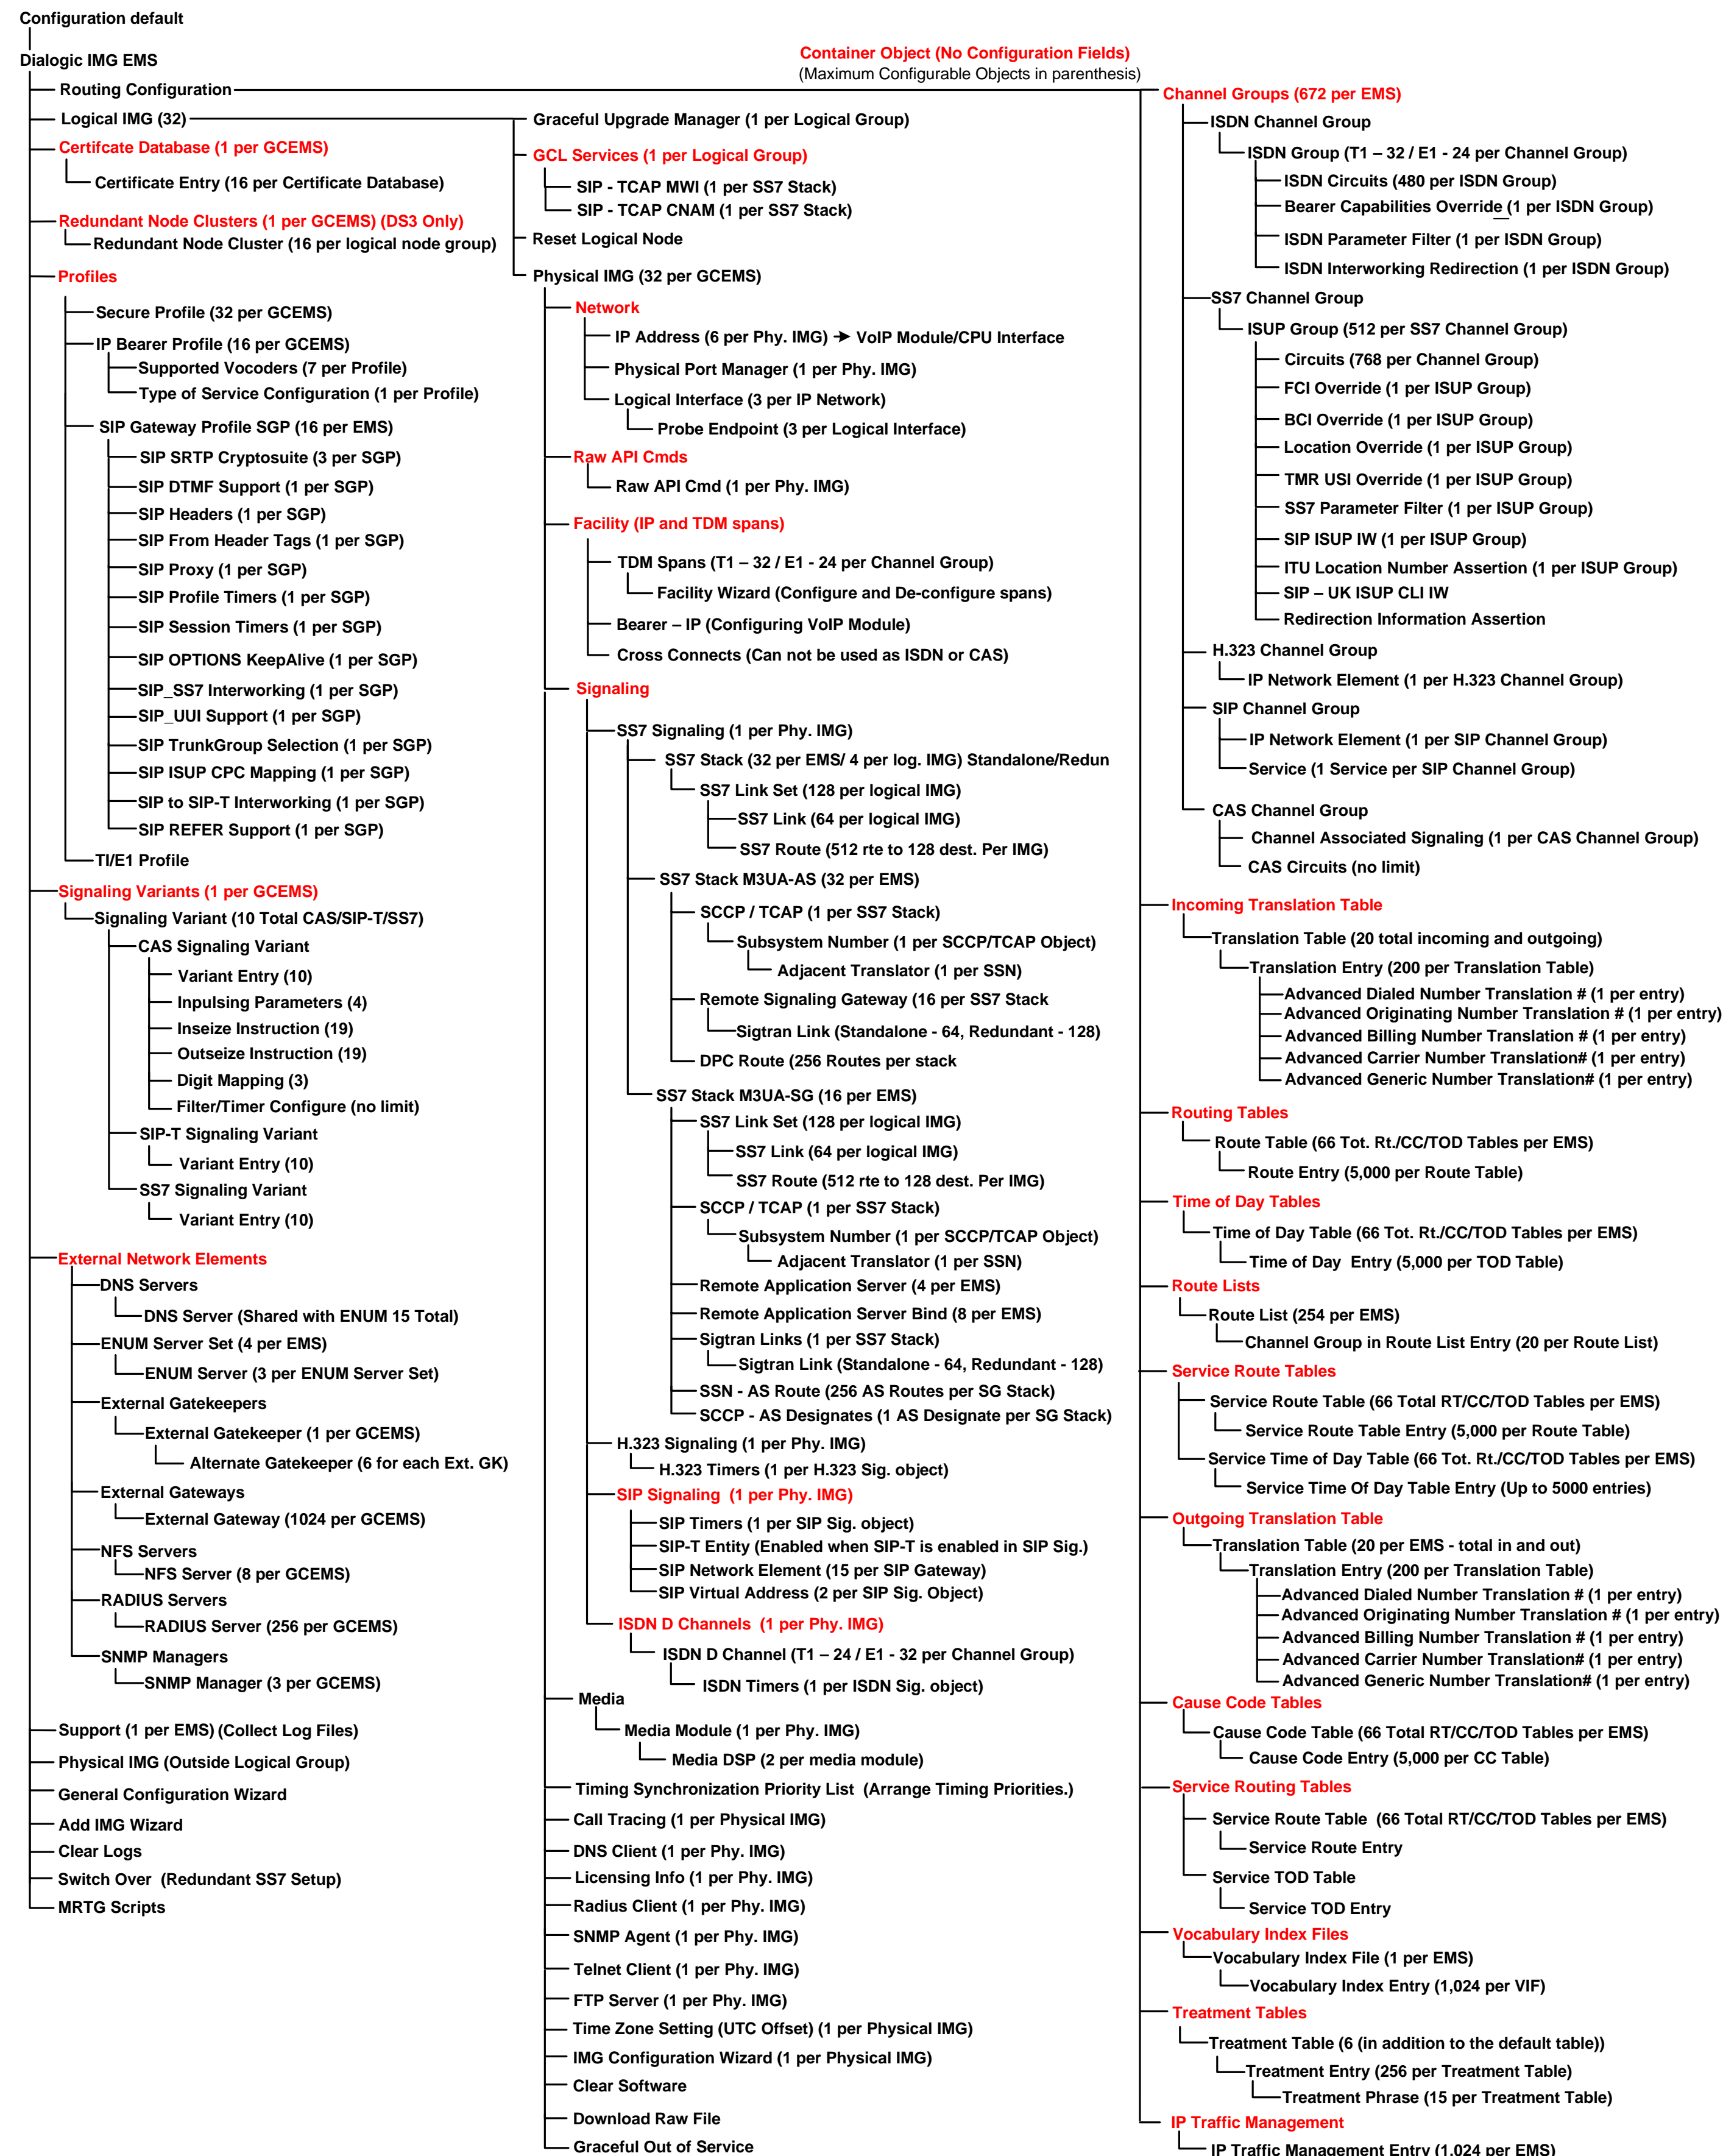 Configuration default
Dialogic IMG EMS
Container Object (No Configuration Fields)
(Maximum Configurable Objects in parenthesis)
Routing Configuration
Logical IMG (32)
Certifcate Database (1 per GCEMS)
Certificate Entry (16 per Certificate Database)
Redundant Node Clusters (1 per GCEMS) (DS3 Only)
Redundant Node Cluster (16 per logical node group)
Profiles
Secure Profile (32 per GCEMS)
IP Bearer Profile (16 per GCEMS)
Supported Vocoders (7 per Profile)
Type of Service Configuration (1 per Profile)
SIP Gateway Profile SGP (16 per EMS)
SIP SRTP Cryptosuite (3 per SGP)
SIP DTMF Support (1 per SGP)
SIP Headers (1 per SGP)
SIP From Header Tags (1 per SGP)
SIP Proxy (1 per SGP)
SIP Profile Timers (1 per SGP)
SIP Session Timers (1 per SGP)
SIP OPTIONS KeepAlive (1 per SGP)
SIP_SS7 Interworking (1 per SGP)
SIP_UUI Support (1 per SGP)
SIP TrunkGroup Selection (1 per SGP)
SIP ISUP CPC Mapping (1 per SGP)
SIP to SIP-T Interworking (1 per SGP)
SIP REFER Support (1 per SGP)
TI/E1 Profile
Signaling Variants (1 per GCEMS)
Signaling Variant (10 Total CAS/SIP-T/SS7)
CAS Signaling Variant
Variant Entry (10)
Inpulsing Parameters (4)
Inseize Instruction (19)
Outseize Instruction (19)
Digit Mapping (3)
Filter/Timer Configure (no limit)
SIP-T Signaling Variant
Variant Entry (10)
SS7 Signaling Variant
Variant Entry (10)
External Network Elements
DNS Servers
DNS Server (Shared with ENUM 15 Total)
ENUM Server Set (4 per EMS)
ENUM Server (3 per ENUM Server Set)
External Gatekeepers
External Gatekeeper (1 per GCEMS)
Alternate Gatekeeper (6 for each Ext. GK)
External Gateways
External Gateway (1024 per GCEMS)
NFS Servers
NFS Server (8 per GCEMS)
RADIUS Servers
RADIUS Server (256 per GCEMS)
SNMP Managers
SNMP Manager (3 per GCEMS)
Support (1 per EMS) (Collect Log Files)
Physical IMG (Outside Logical Group)
General Configuration Wizard
Add IMG Wizard
Clear Logs
Switch Over (Redundant SS7 Setup)
MRTG Scripts
Graceful Upgrade Manager (1 per Logical Group)
GCL Services (1 per Logical Group)
SIP - TCAP MWI (1 per SS7 Stack)
SIP - TCAP CNAM (1 per SS7 Stack)
Reset Logical Node
Physical IMG (32 per GCEMS)
Network
IP Address (6 per Phy. IMG) → VoIP Module/CPU Interface
Physical Port Manager (1 per Phy. IMG)
Logical Interface (3 per IP Network)
Probe Endpoint (3 per Logical Interface)
Raw API Cmds
Raw API Cmd (1 per Phy. IMG)
Facility (IP and TDM spans)
TDM Spans (T1 – 32 / E1 - 24 per Channel Group)
Facility Wizard (Configure and De-configure spans)
Bearer – IP (Configuring VoIP Module)
Cross Connects (Can not be used as ISDN or CAS)
Signaling
SS7 Signaling (1 per Phy. IMG)
SS7 Stack (32 per EMS/ 4 per log. IMG) Standalone/Redun
SS7 Link Set (128 per logical IMG)
SS7 Link (64 per logical IMG)
SS7 Route (512 rte to 128 dest. Per IMG)
SS7 Stack M3UA-AS (32 per EMS)
SCCP / TCAP (1 per SS7 Stack)
Subsystem Number (1 per SCCP/TCAP Object)
Adjacent Translator (1 per SSN)
Remote Signaling Gateway (16 per SS7 Stack
Sigtran Link (Standalone - 64, Redundant - 128)
DPC Route (256 Routes per stack
SS7 Stack M3UA-SG (16 per EMS)
SS7 Link Set (128 per logical IMG)
SS7 Link (64 per logical IMG)
SS7 Route (512 rte to 128 dest. Per IMG)
SCCP / TCAP (1 per SS7 Stack)
Subsystem Number (1 per SCCP/TCAP Object)
Adjacent Translator (1 per SSN)
Remote Application Server (4 per EMS)
Remote Application Server Bind (8 per EMS)
Sigtran Links (1 per SS7 Stack)
Sigtran Link (Standalone - 64, Redundant - 128)
SSN - AS Route (256 AS Routes per SG Stack)
SCCP - AS Designates (1 AS Designate per SG Stack)
H.323 Signaling (1 per Phy. IMG)
H.323 Timers (1 per H.323 Sig. object)
SIP Signaling (1 per Phy. IMG)
SIP Timers (1 per SIP Sig. object)
SIP-T Entity (Enabled when SIP-T is enabled in SIP Sig.)
SIP Network Element (15 per SIP Gateway)
SIP Virtual Address (2 per SIP Sig. Object)
ISDN D Channels (1 per Phy. IMG)
ISDN D Channel (T1 – 24 / E1 - 32 per Channel Group)
ISDN Timers (1 per ISDN Sig. object)
Media
Media Module (1 per Phy. IMG)
Media DSP (2 per media module)
Timing Synchronization Priority List (Arrange Timing Priorities.)
Call Tracing (1 per Physical IMG)
DNS Client (1 per Phy. IMG)
Licensing Info (1 per Phy. IMG)
Radius Client (1 per Phy. IMG)
SNMP Agent (1 per Phy. IMG)
Telnet Client (1 per Phy. IMG)
FTP Server (1 per Phy. IMG)
Time Zone Setting (UTC Offset) (1 per Physical IMG)
IMG Configuration Wizard (1 per Physical IMG)
Clear Software
Download Raw File
Graceful Out of Service
Channel Groups (672 per EMS)
ISDN Channel Group
ISDN Group (T1 – 32 / E1 - 24 per Channel Group)
ISDN Circuits (480 per ISDN Group)
Bearer Capabilities Override (1 per ISDN Group)
ISDN Parameter Filter (1 per ISDN Group)
ISDN Interworking Redirection (1 per ISDN Group)
SS7 Channel Group
ISUP Group (512 per SS7 Channel Group)
Circuits (768 per Channel Group)
FCI Override (1 per ISUP Group)
BCI Override (1 per ISUP Group)
Location Override (1 per ISUP Group)
TMR USI Override (1 per ISUP Group)
SS7 Parameter Filter (1 per ISUP Group)
SIP ISUP IW (1 per ISUP Group)
ITU Location Number Assertion (1 per ISUP Group)
SIP – UK ISUP CLI IW
Redirection Information Assertion
H.323 Channel Group
IP Network Element (1 per H.323 Channel Group)
SIP Channel Group
IP Network Element (1 per SIP Channel Group)
Service (1 Service per SIP Channel Group)
CAS Channel Group
Channel Associated Signaling (1 per CAS Channel Group)
CAS Circuits (no limit)
Incoming Translation Table
Translation Table (20 total incoming and outgoing)
Translation Entry (200 per Translation Table)
Advanced Dialed Number Translation # (1 per entry)
Advanced Originating Number Translation # (1 per entry)
Advanced Billing Number Translation # (1 per entry)
Advanced Carrier Number Translation# (1 per entry)
Advanced Generic Number Translation# (1 per entry)
Routing Tables
Route Table (66 Tot. Rt./CC/TOD Tables per EMS)
Route Entry (5,000 per Route Table)
Time of Day Tables
Time of Day Table (66 Tot. Rt./CC/TOD Tables per EMS)
Time of Day Entry (5,000 per TOD Table)
Route Lists
Route List (254 per EMS)
Channel Group in Route List Entry (20 per Route List)
Service Route Tables
Service Route Table (66 Total RT/CC/TOD Tables per EMS)
Service Route Table Entry (5,000 per Route Table)
Service Time of Day Table (66 Tot. Rt./CC/TOD Tables per EMS)
Service Time Of Day Table Entry (Up to 5000 entries)
Outgoing Translation Table
Translation Table (20 per EMS - total in and out)
Translation Entry (200 per Translation Table)
Advanced Dialed Number Translation # (1 per entry)
Advanced Originating Number Translation # (1 per entry)
Advanced Billing Number Translation # (1 per entry)
Advanced Carrier Number Translation# (1 per entry)
Advanced Generic Number Translation# (1 per entry)
Cause Code Tables
Cause Code Table (66 Total RT/CC/TOD Tables per EMS)
Cause Code Entry (5,000 per CC Table)
Service Routing Tables
Service Route Table (66 Total RT/CC/TOD Tables per EMS)
Service Route Entry
Service TOD Table
Service TOD Entry
Vocabulary Index Files
Vocabulary Index File (1 per EMS)
Vocabulary Index Entry (1,024 per VIF)
Treatment Tables
Treatment Table (6 (in addition to the default table))
Treatment Entry (256 per Treatment Table)
Treatment Phrase (15 per Treatment Table)
IP Traffic Management
IP Traffic Management Entry (1,024 per EMS)